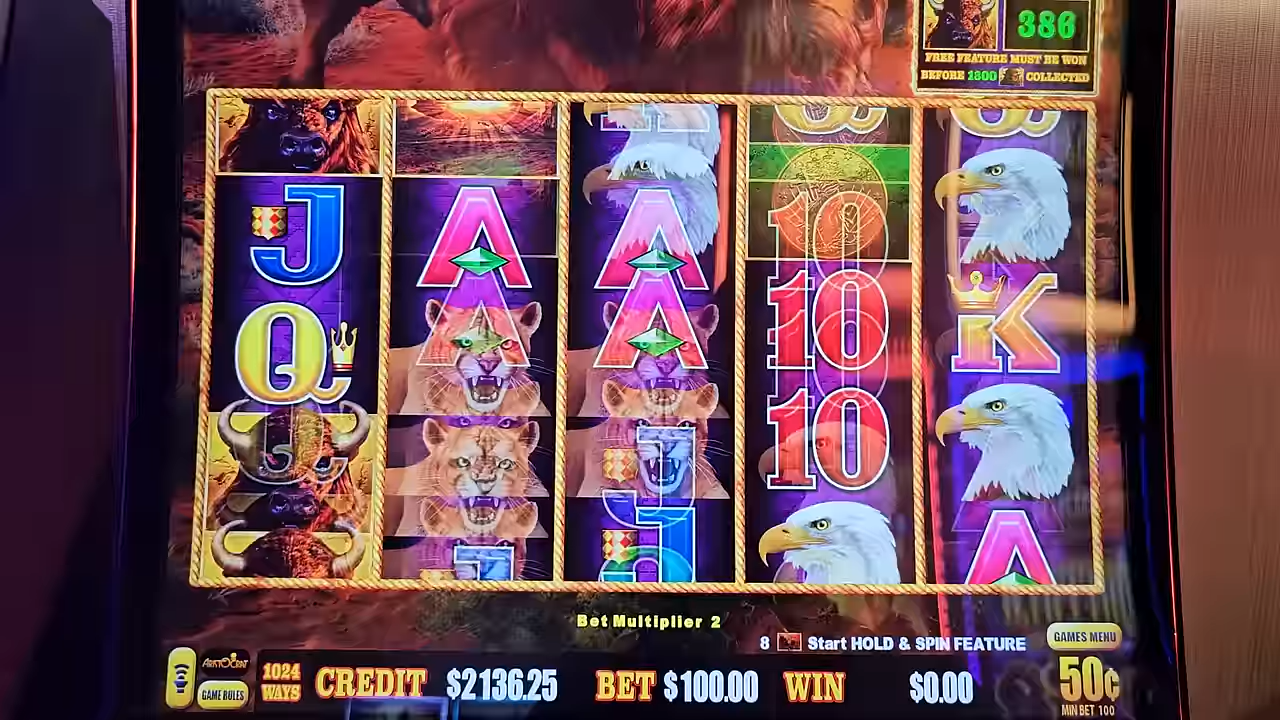 386
FREE FEATURE MUST BE WON
BEFORE 1800 COLLECTED
J A A 10
Q A A 10 K
10
J
J A
Bet Multiplier 2
8 Start HOLD & SPIN FEATURE
GAMES MENU
ARISTOCRAT
GAME RULES
1024 WAYS
CREDIT $2136.25
BET $100.00
WIN $0.00
50¢
MIN BET 100